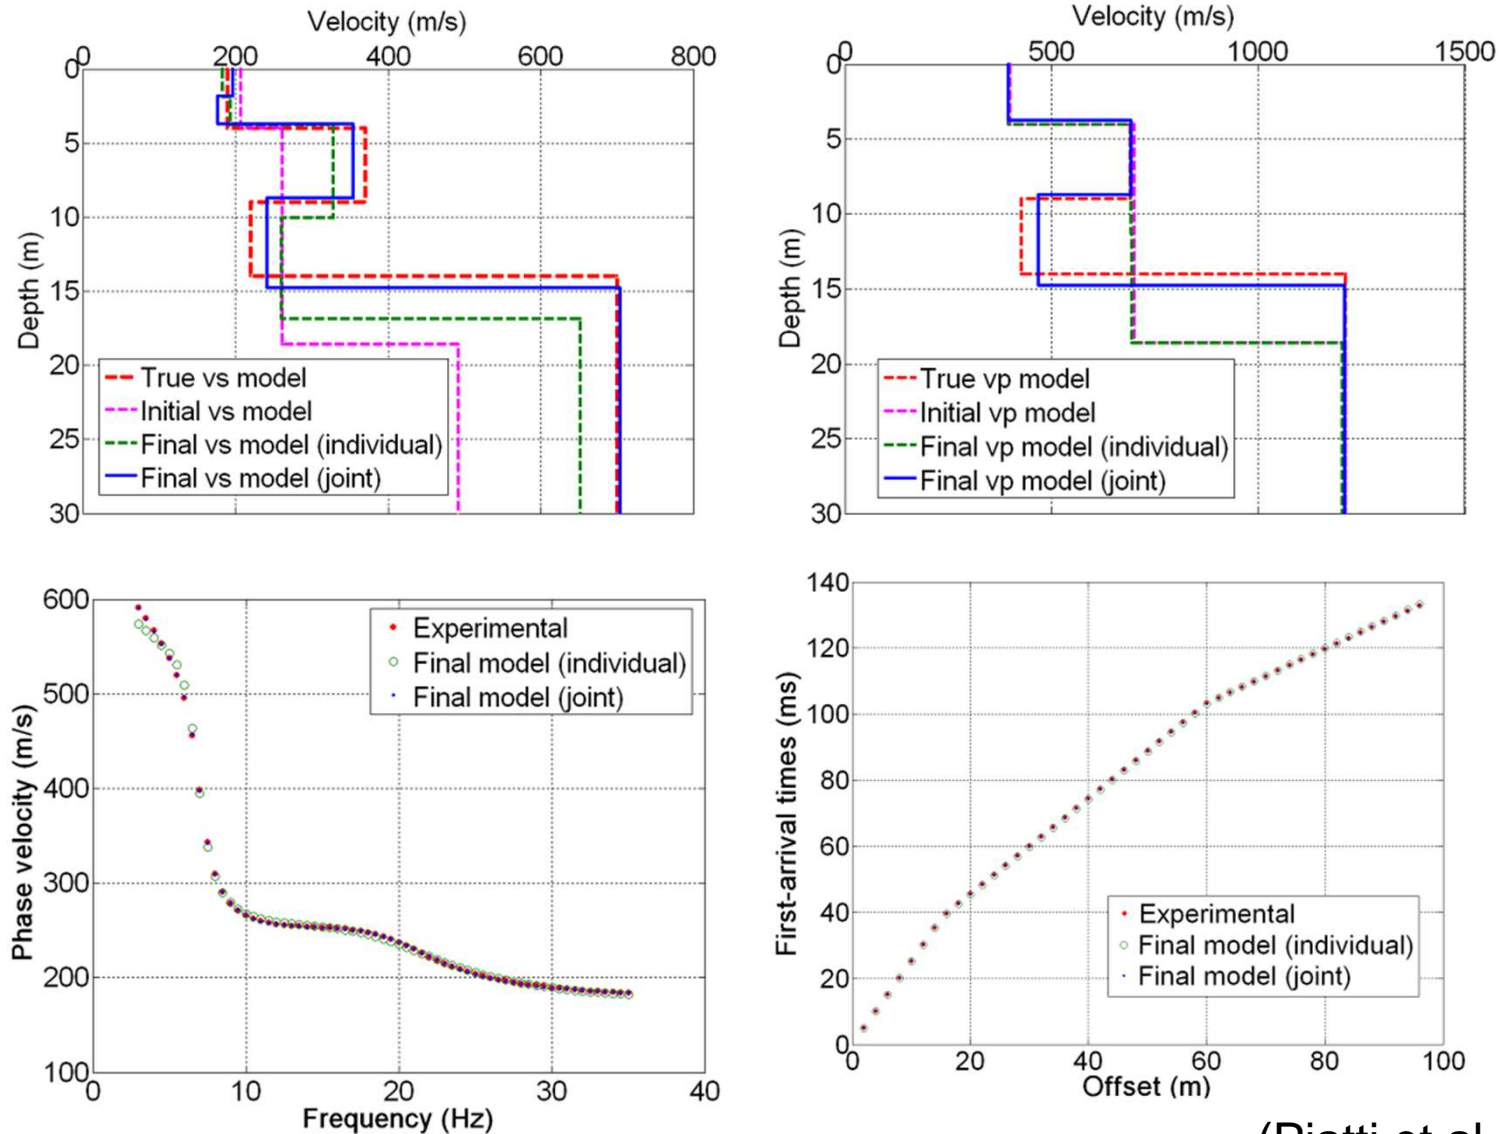 Velocity (m/s)
0 200 400 600 800
0
5
10
15
20
25
30
Depth (m)
True vs model
Initial vs model
Final vs model (individual)
Final vs model (joint)
Velocity (m/s)
0 500 1000 1500
0
5
10
15
20
25
30
Depth (m)
True vp model
Initial vp model
Final vp model (individual)
Final vp model (joint)
600
500
400
300
200
100
Phase velocity (m/s)
Experimental
Final model (individual)
Final model (joint)
0 10 20 30 40
Frequency (Hz)
140
120
100
80
60
40
20
0
First-arrival times (ms)
Experimental
Final model (individual)
Final model (joint)
0 20 40 60 80 100
Offset (m)
(Piatti et al